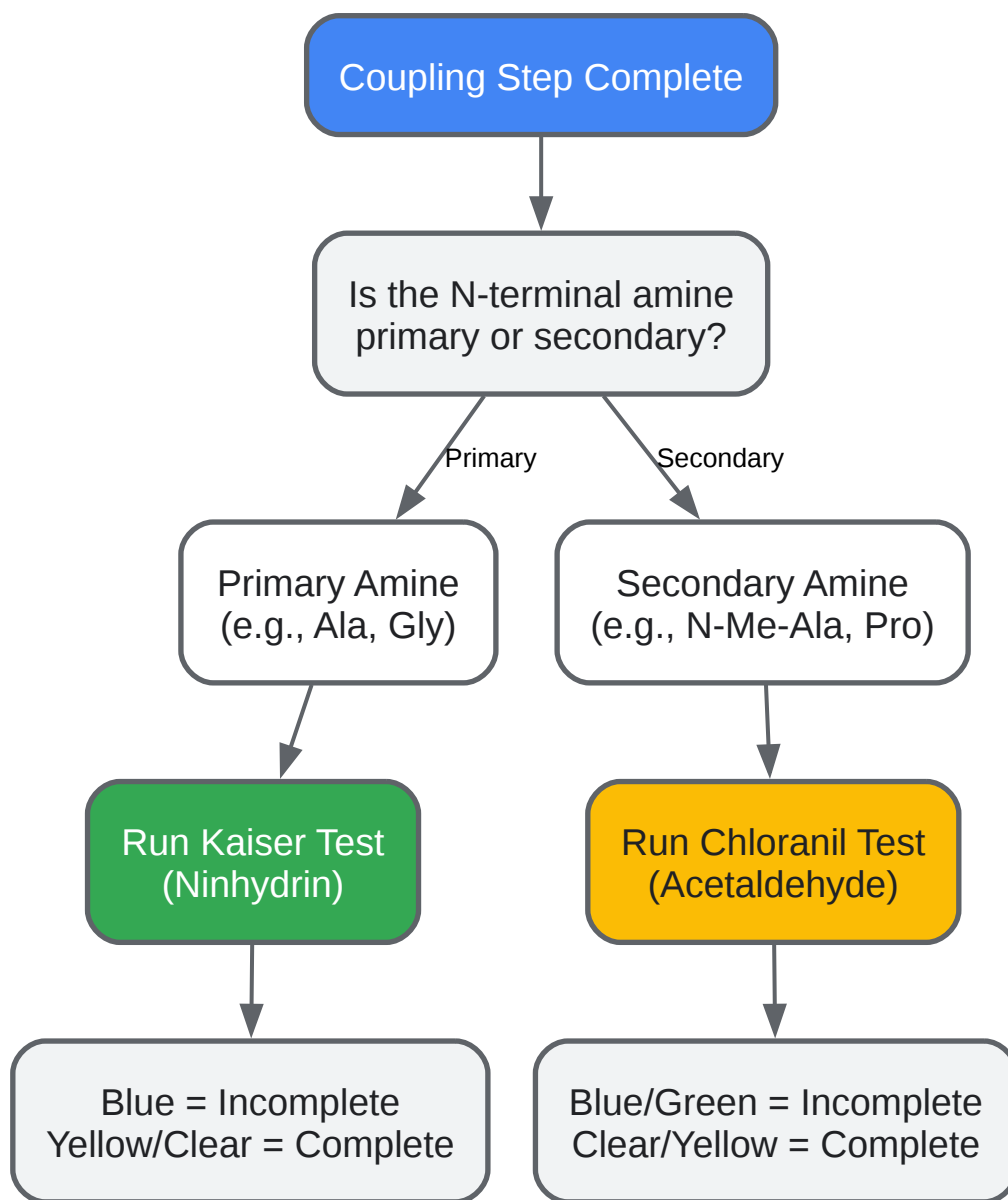 Coupling Step Complete
Is the N-terminal amine
primary or secondary?
Primary
Secondary
Primary Amine
(e.g., Ala, Gly)
Secondary Amine
(e.g., N-Me-Ala, Pro)
Run Kaiser Test
(Ninhydrin)
Run Chloranil Test
(Acetaldehyde)
Blue = Incomplete
Yellow/Clear = Complete
Blue/Green = Incomplete
Clear/Yellow = Complete